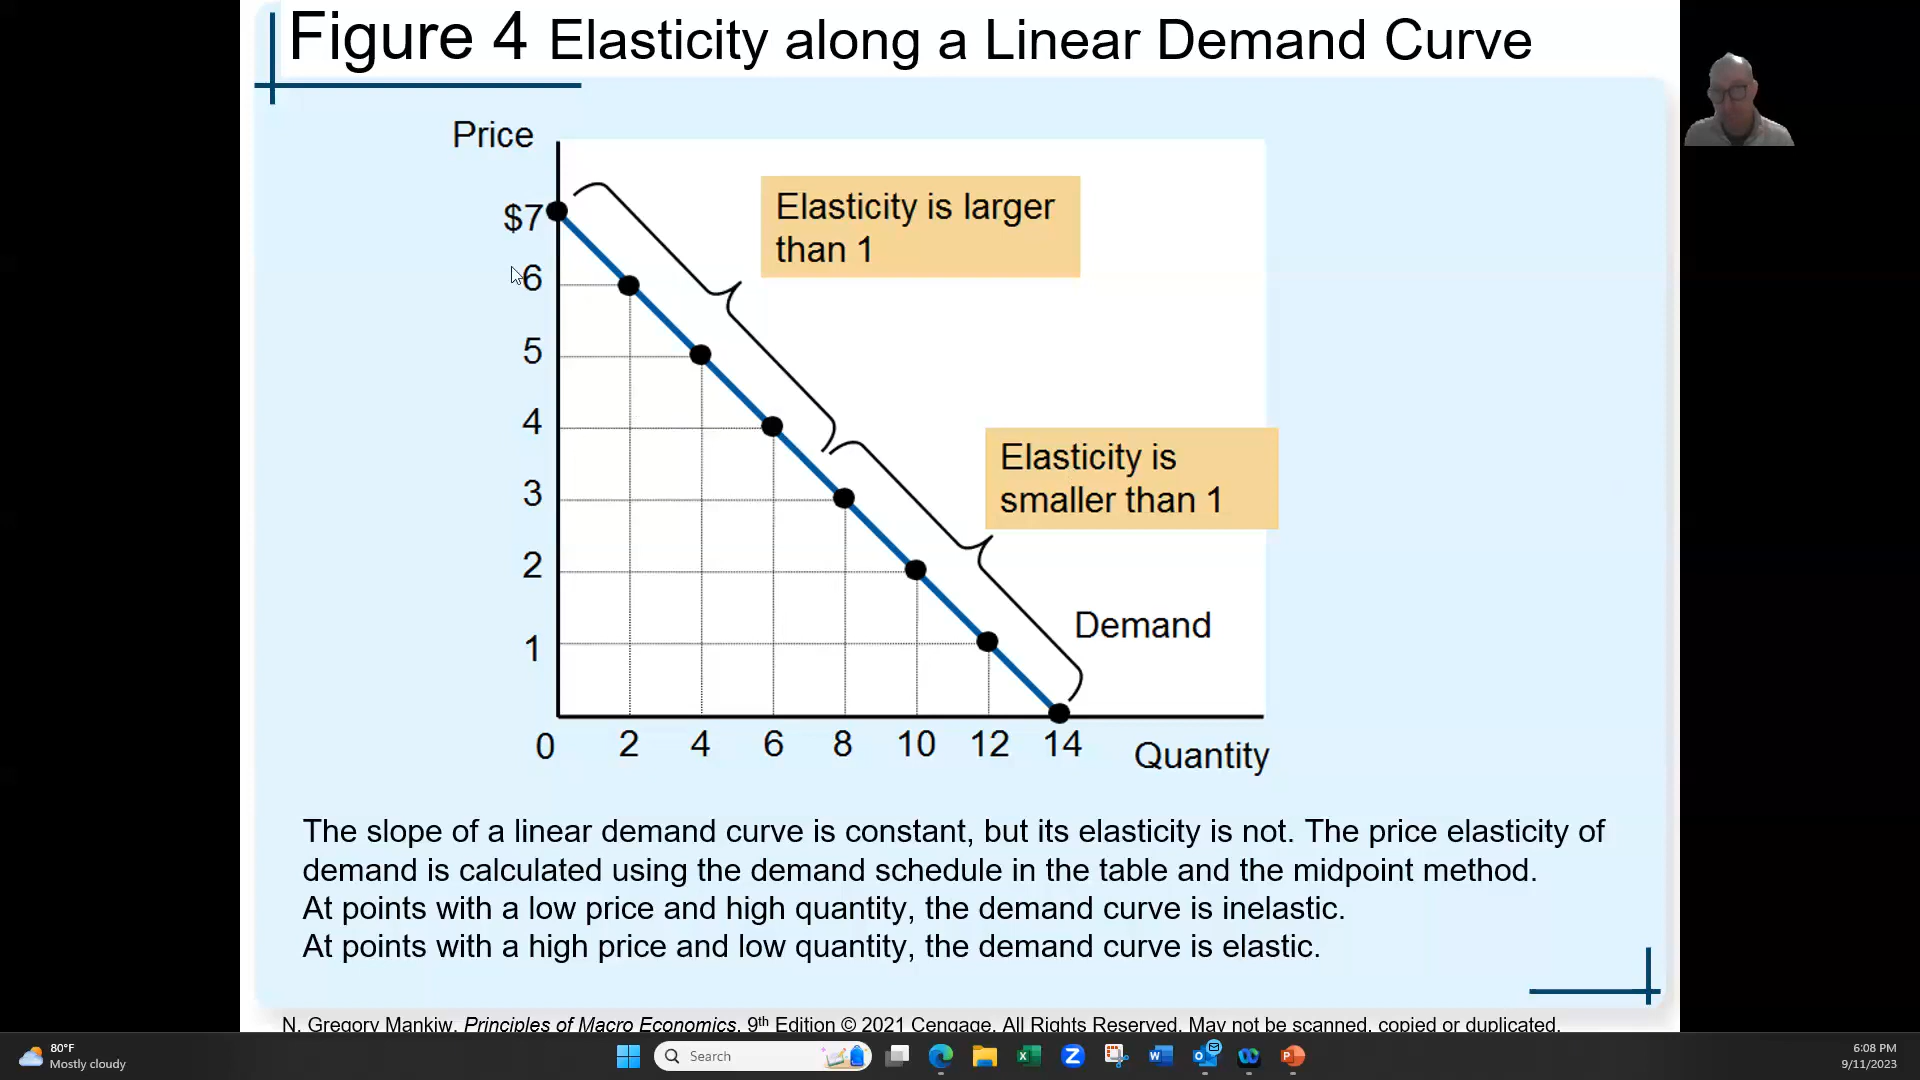 Figure 4 Elasticity along a Linear Demand Curve
Price
Elasticity is larger
than 1
$7
6
5
4
Elasticity is
smaller than 1
3
2
Demand
1
0 2 4 6 8 10 12 14 Quantity
The slope of a linear demand curve is constant, but its elasticity is not. The price elasticity of
demand is calculated using the demand schedule in the table and the midpoint method.
At points with a low price and high quantity, the demand curve is inelastic.
At points with a high price and low quantity, the demand curve is elastic.
N. Gregory Mankiw, Principles of Macro Economics, 9th Edition © 2021 Cengage. All Rights Reserved. May not be scanned, copied or duplicated,
80°F
Mostly cloudy
Search
6:08 PM
9/11/2023